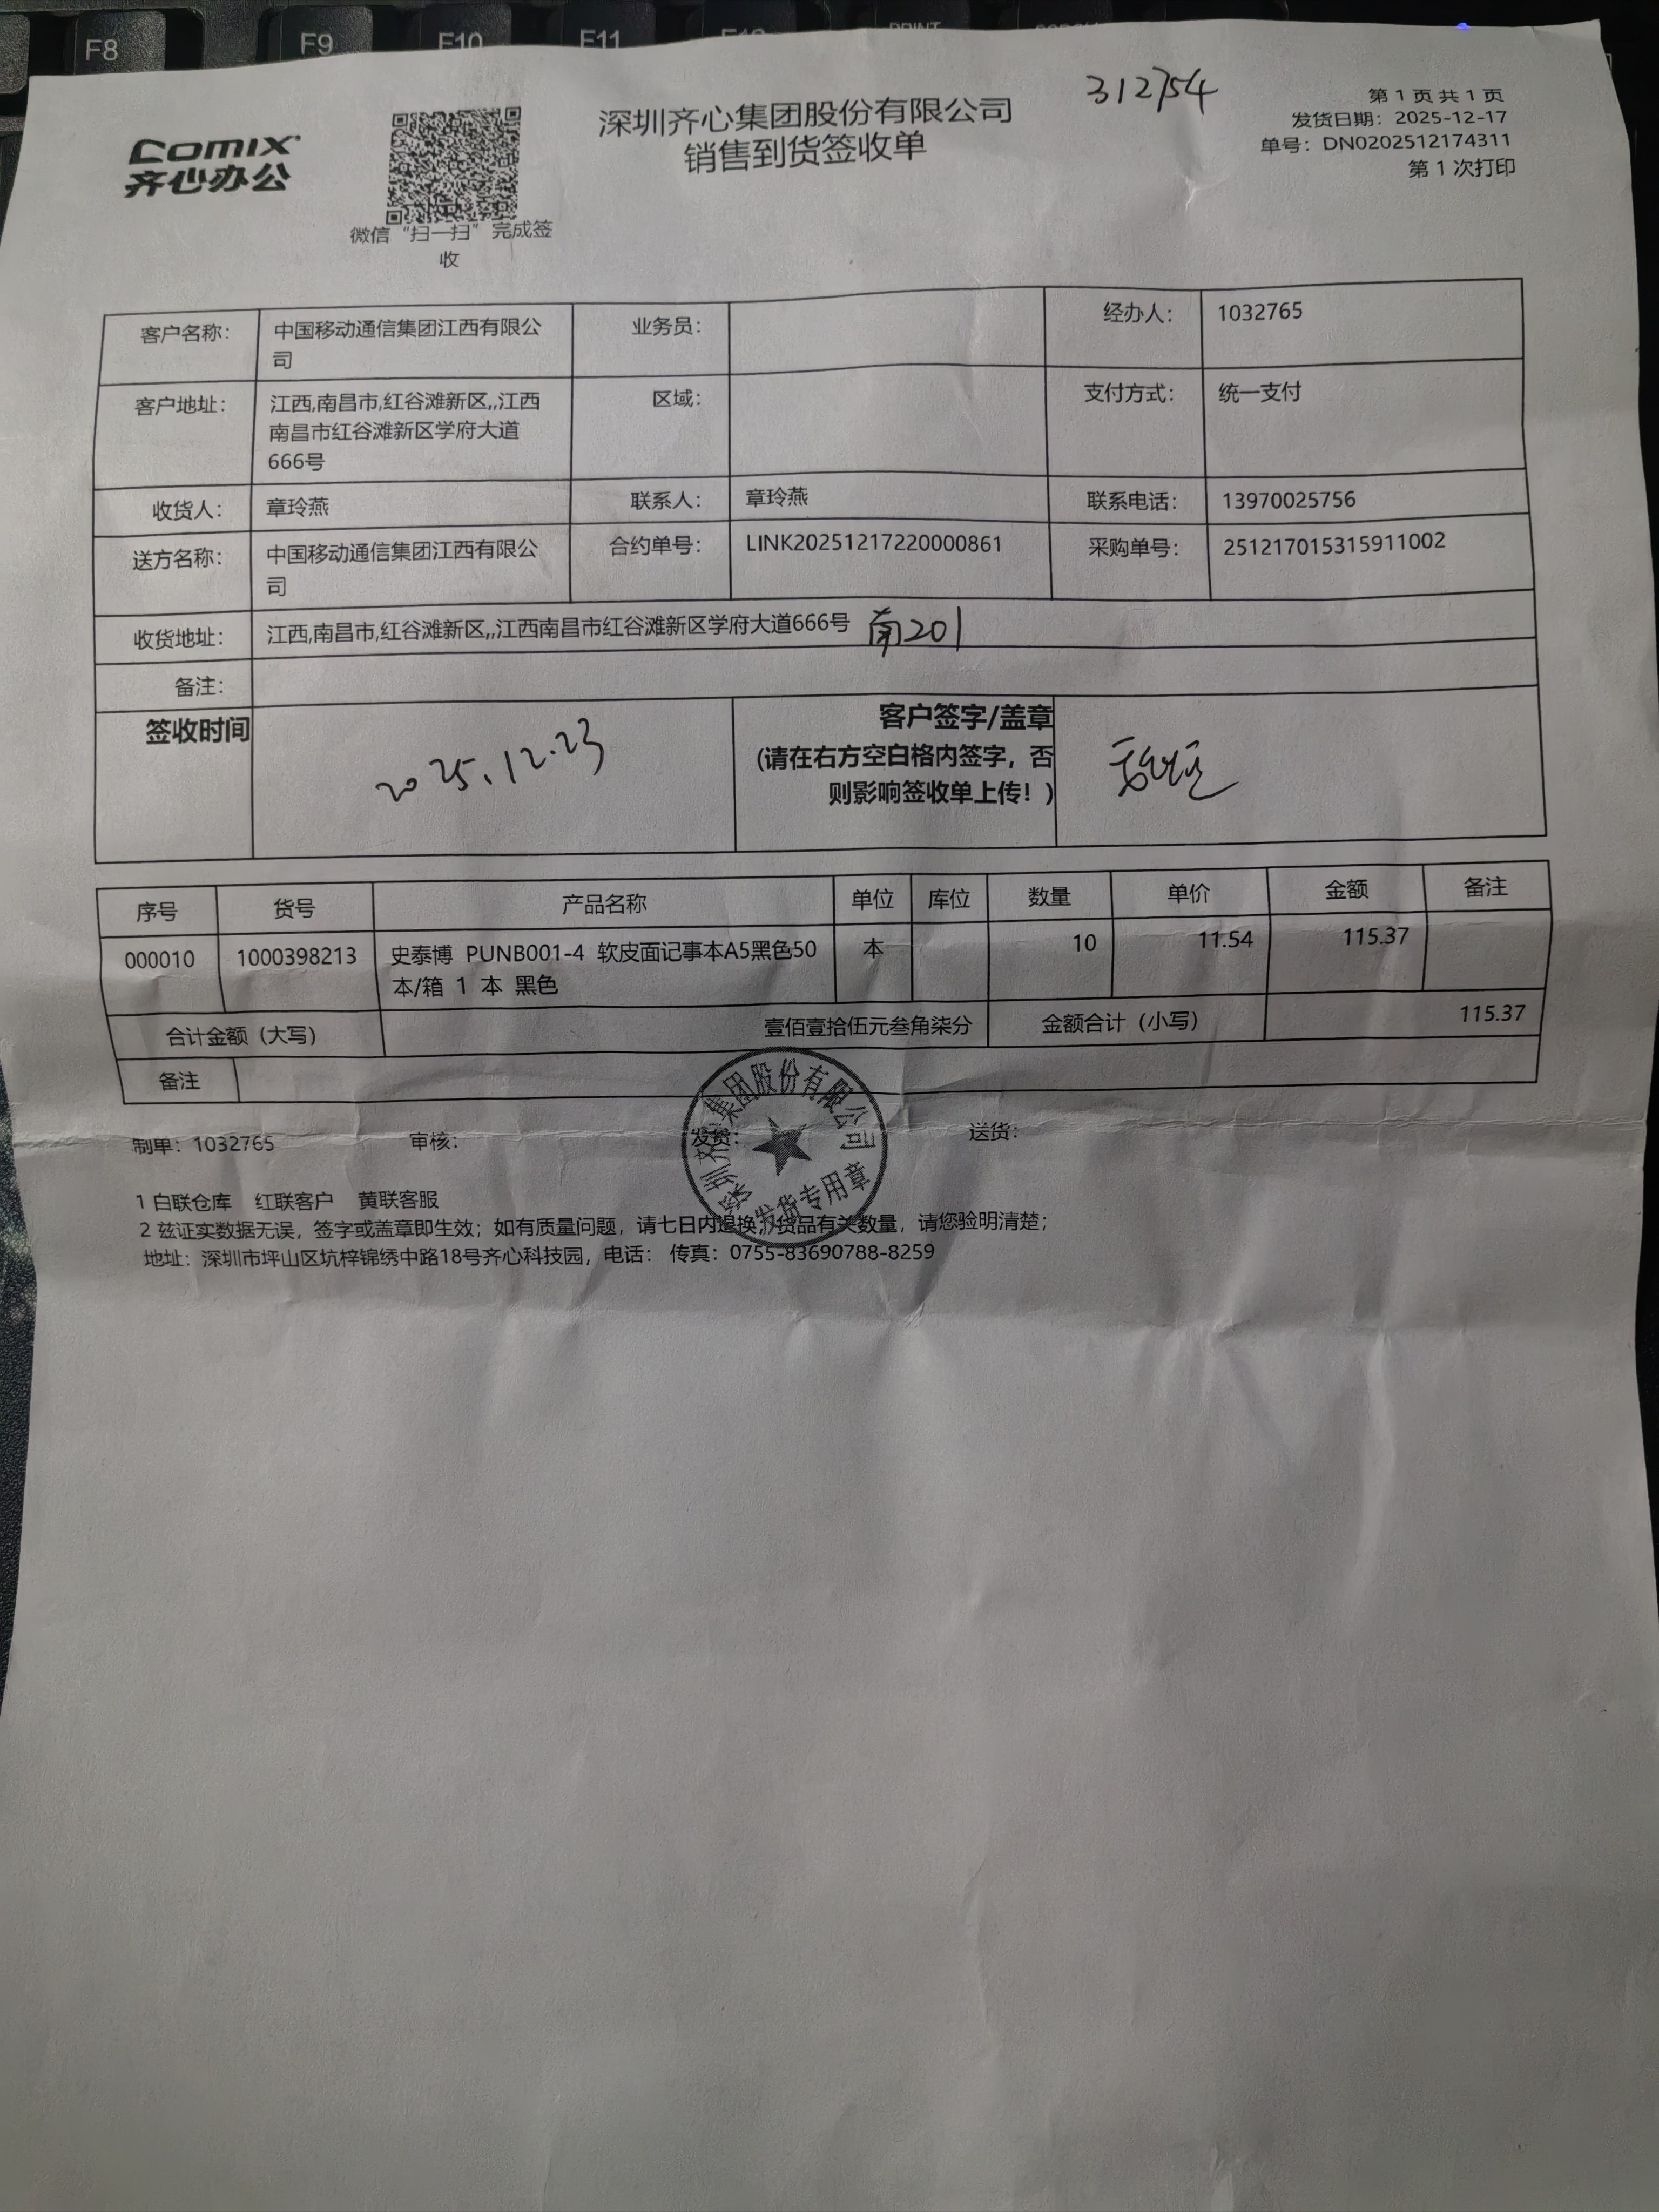 F8 F9 F10 F11 F12 PRINT
312754
第 1 页 共 1 页
发货日期：2025-12-17
单号：DN0202512174311
第 1 次打印
Comix
齐心办公
微信“扫一扫”完成签
收
深圳齐心集团股份有限公司
销售到货签收单
客户名称： 中国移动通信集团江西有限公司 业务员： 经办人： 1032765
客户地址： 江西,南昌市,红谷滩新区,,江西南昌市红谷滩新区学府大道666号 区域： 支付方式： 统一支付
收货人： 章玲燕 联系人： 章玲燕 联系电话： 13970025756
送方名称： 中国移动通信集团江西有限公司 合约单号： LINK20251217220000861 采购单号： 251217015315911002
收货地址： 江西,南昌市,红谷滩新区,,江西南昌市红谷滩新区学府大道666号 南201
备注：
签收时间 2025.12.23 客户签字/盖章
(请在右方空白格内签字，否
则影响签收单上传！)
序号 货号 产品名称 单位 库位 数量 单价 金额 备注
000010 1000398213 史泰博 PUNB001-4 软皮面记事本A5黑色50 本 10 11.54 115.37
本/箱 1 本 黑色
合计金额（大写） 壹佰壹拾伍元叁角柒分 金额合计（小写） 115.37
备注
制单：1032765 审核： 发货： 送货：
深圳齐心集团股份有限公司
发货专用章
1 白联仓库 红联客户 黄联客服
2 兹证实数据无误，签字或盖章即生效；如有质量问题，请七日内退换；货品有关数量，请您验明清楚；
地址：深圳市坪山区坑梓锦绣中路18号齐心科技园，电话： 传真：0755-83690788-8259